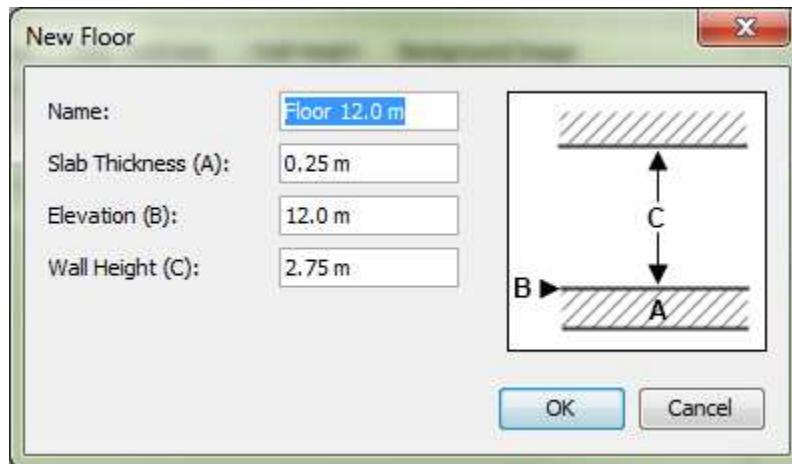 New Floor
Name: Floor 12.0 m
Slab Thickness (A): 0.25 m
Elevation (B): 12.0 m
Wall Height (C): 2.75 m
C
B
A
OK Cancel